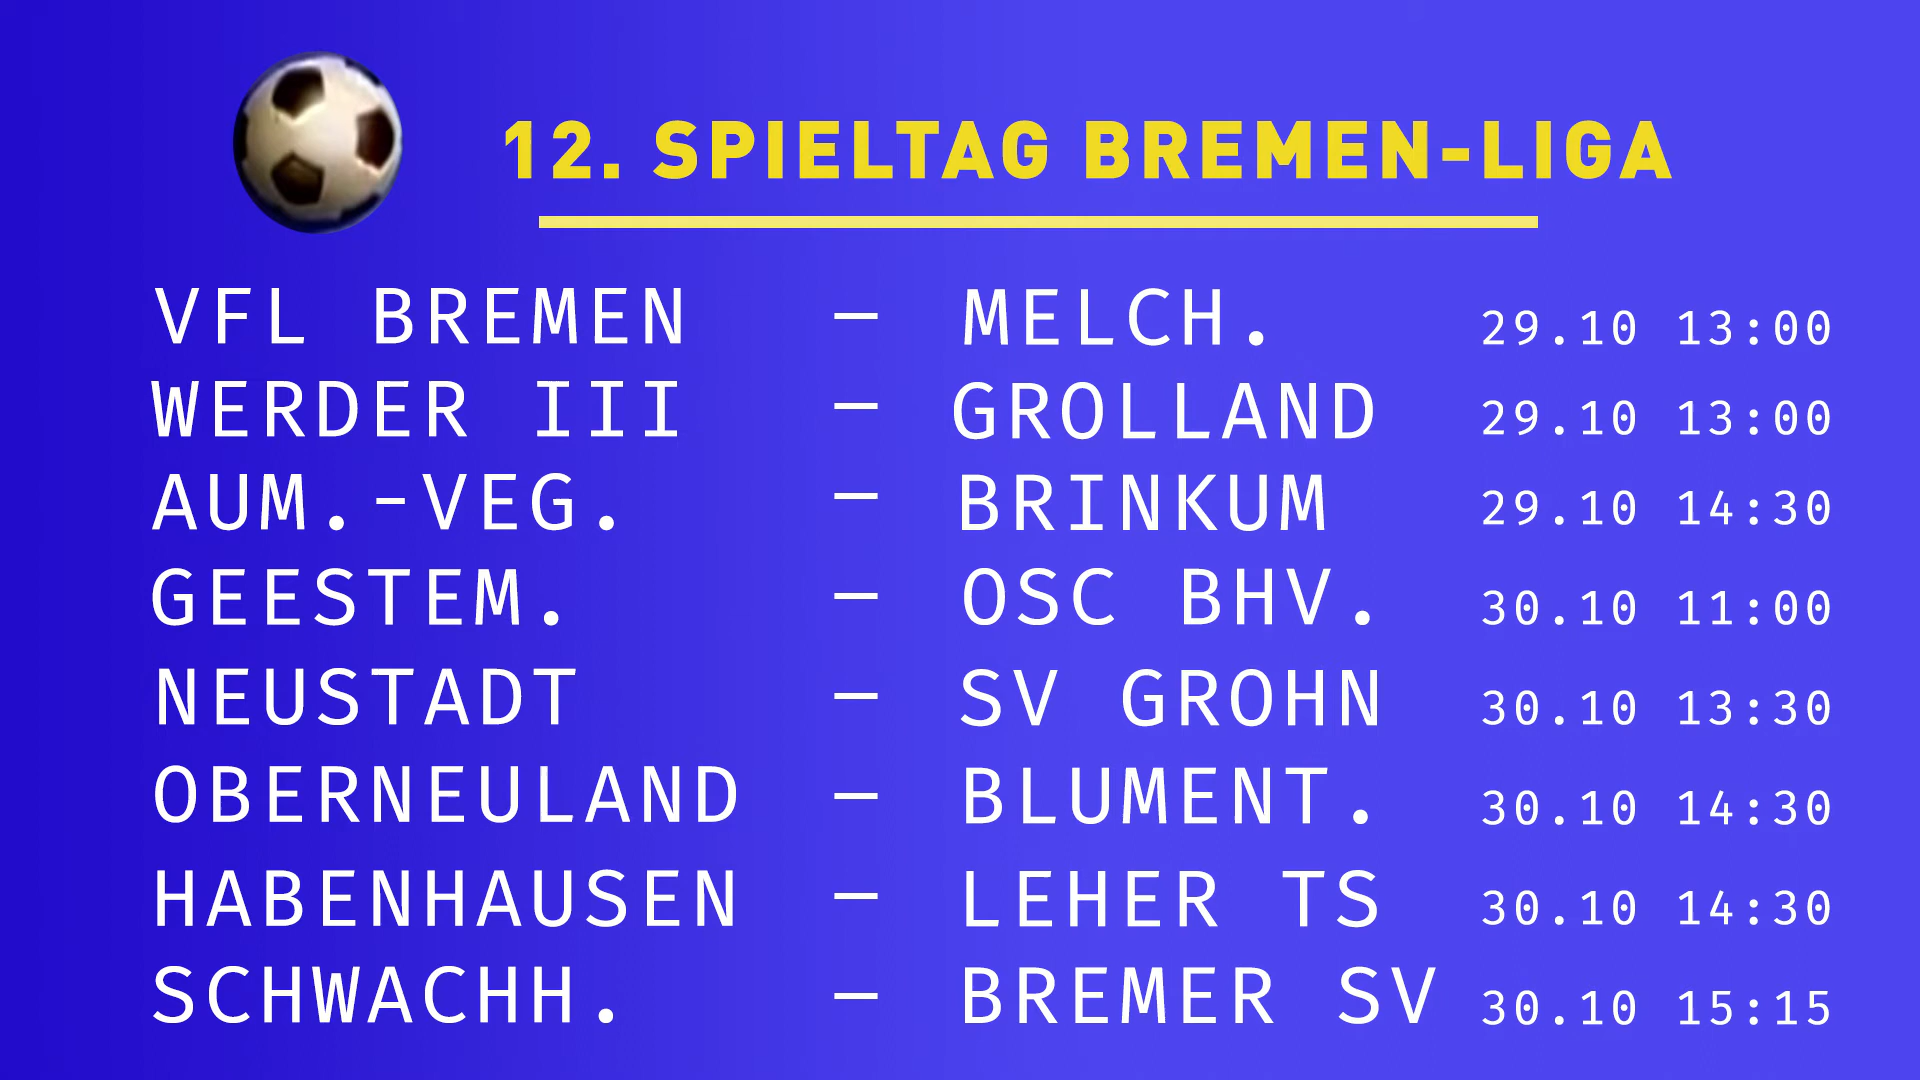 12. SPIELTAG BREMEN-LIGA
VFL BREMEN – MELCH. 29.10 13:00
WERDER III – GROLLAND 29.10 13:00
AUM.-VEG. – BRINKUM 29.10 14:30
GEESTEM. – OSC BHV. 30.10 11:00
NEUSTADT – SV GROHN 30.10 13:30
OBERNEULAND – BLUMENT. 30.10 14:30
HABENHAUSEN – LEHER TS 30.10 14:30
SCHWACHH. – BREMER SV 30.10 15:15